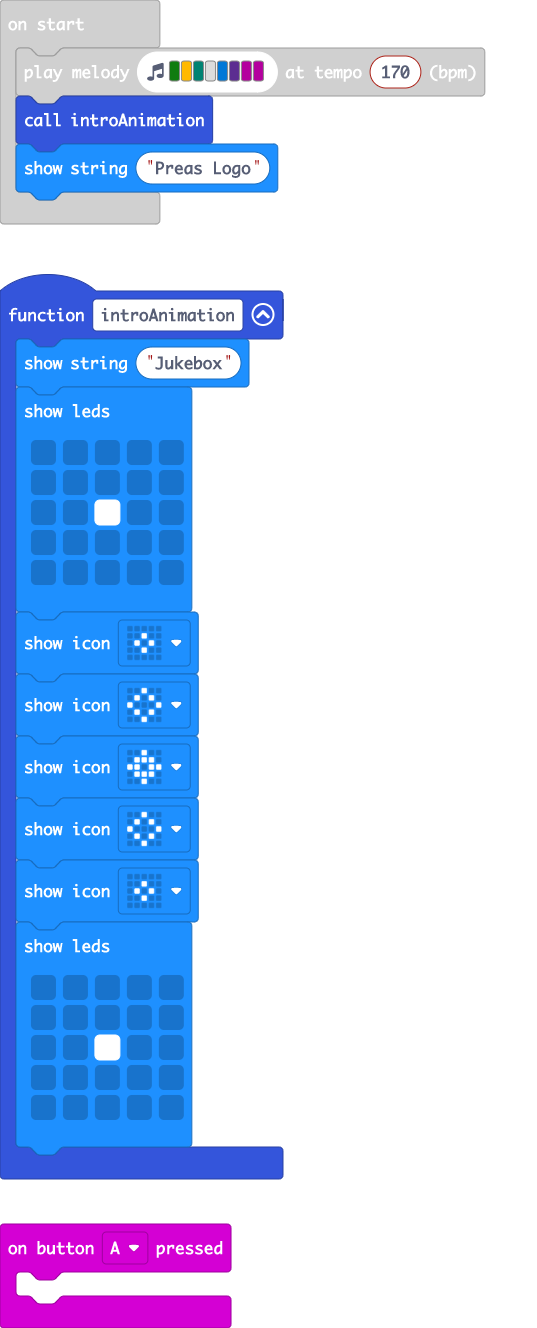 on start
play melody at tempo 170 (bpm)
call introAnimation
show string "Preas Logo"
function introAnimation
show string "Jukebox"
show leds
show icon
show icon
show icon
show icon
show icon
show leds
on button A pressed